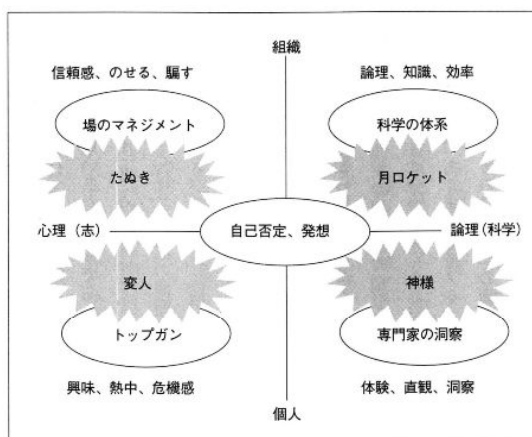 組織
信頼感、のせる、騙す
論理、知識、効率
場のマネジメント
科学の体系
たぬき
月ロケット
心理（志）
自己否定、発想
論理（科学）
変人
神様
トップガン
専門家の洞察
興味、熱中、危機感
体験、直観、洞察
個人